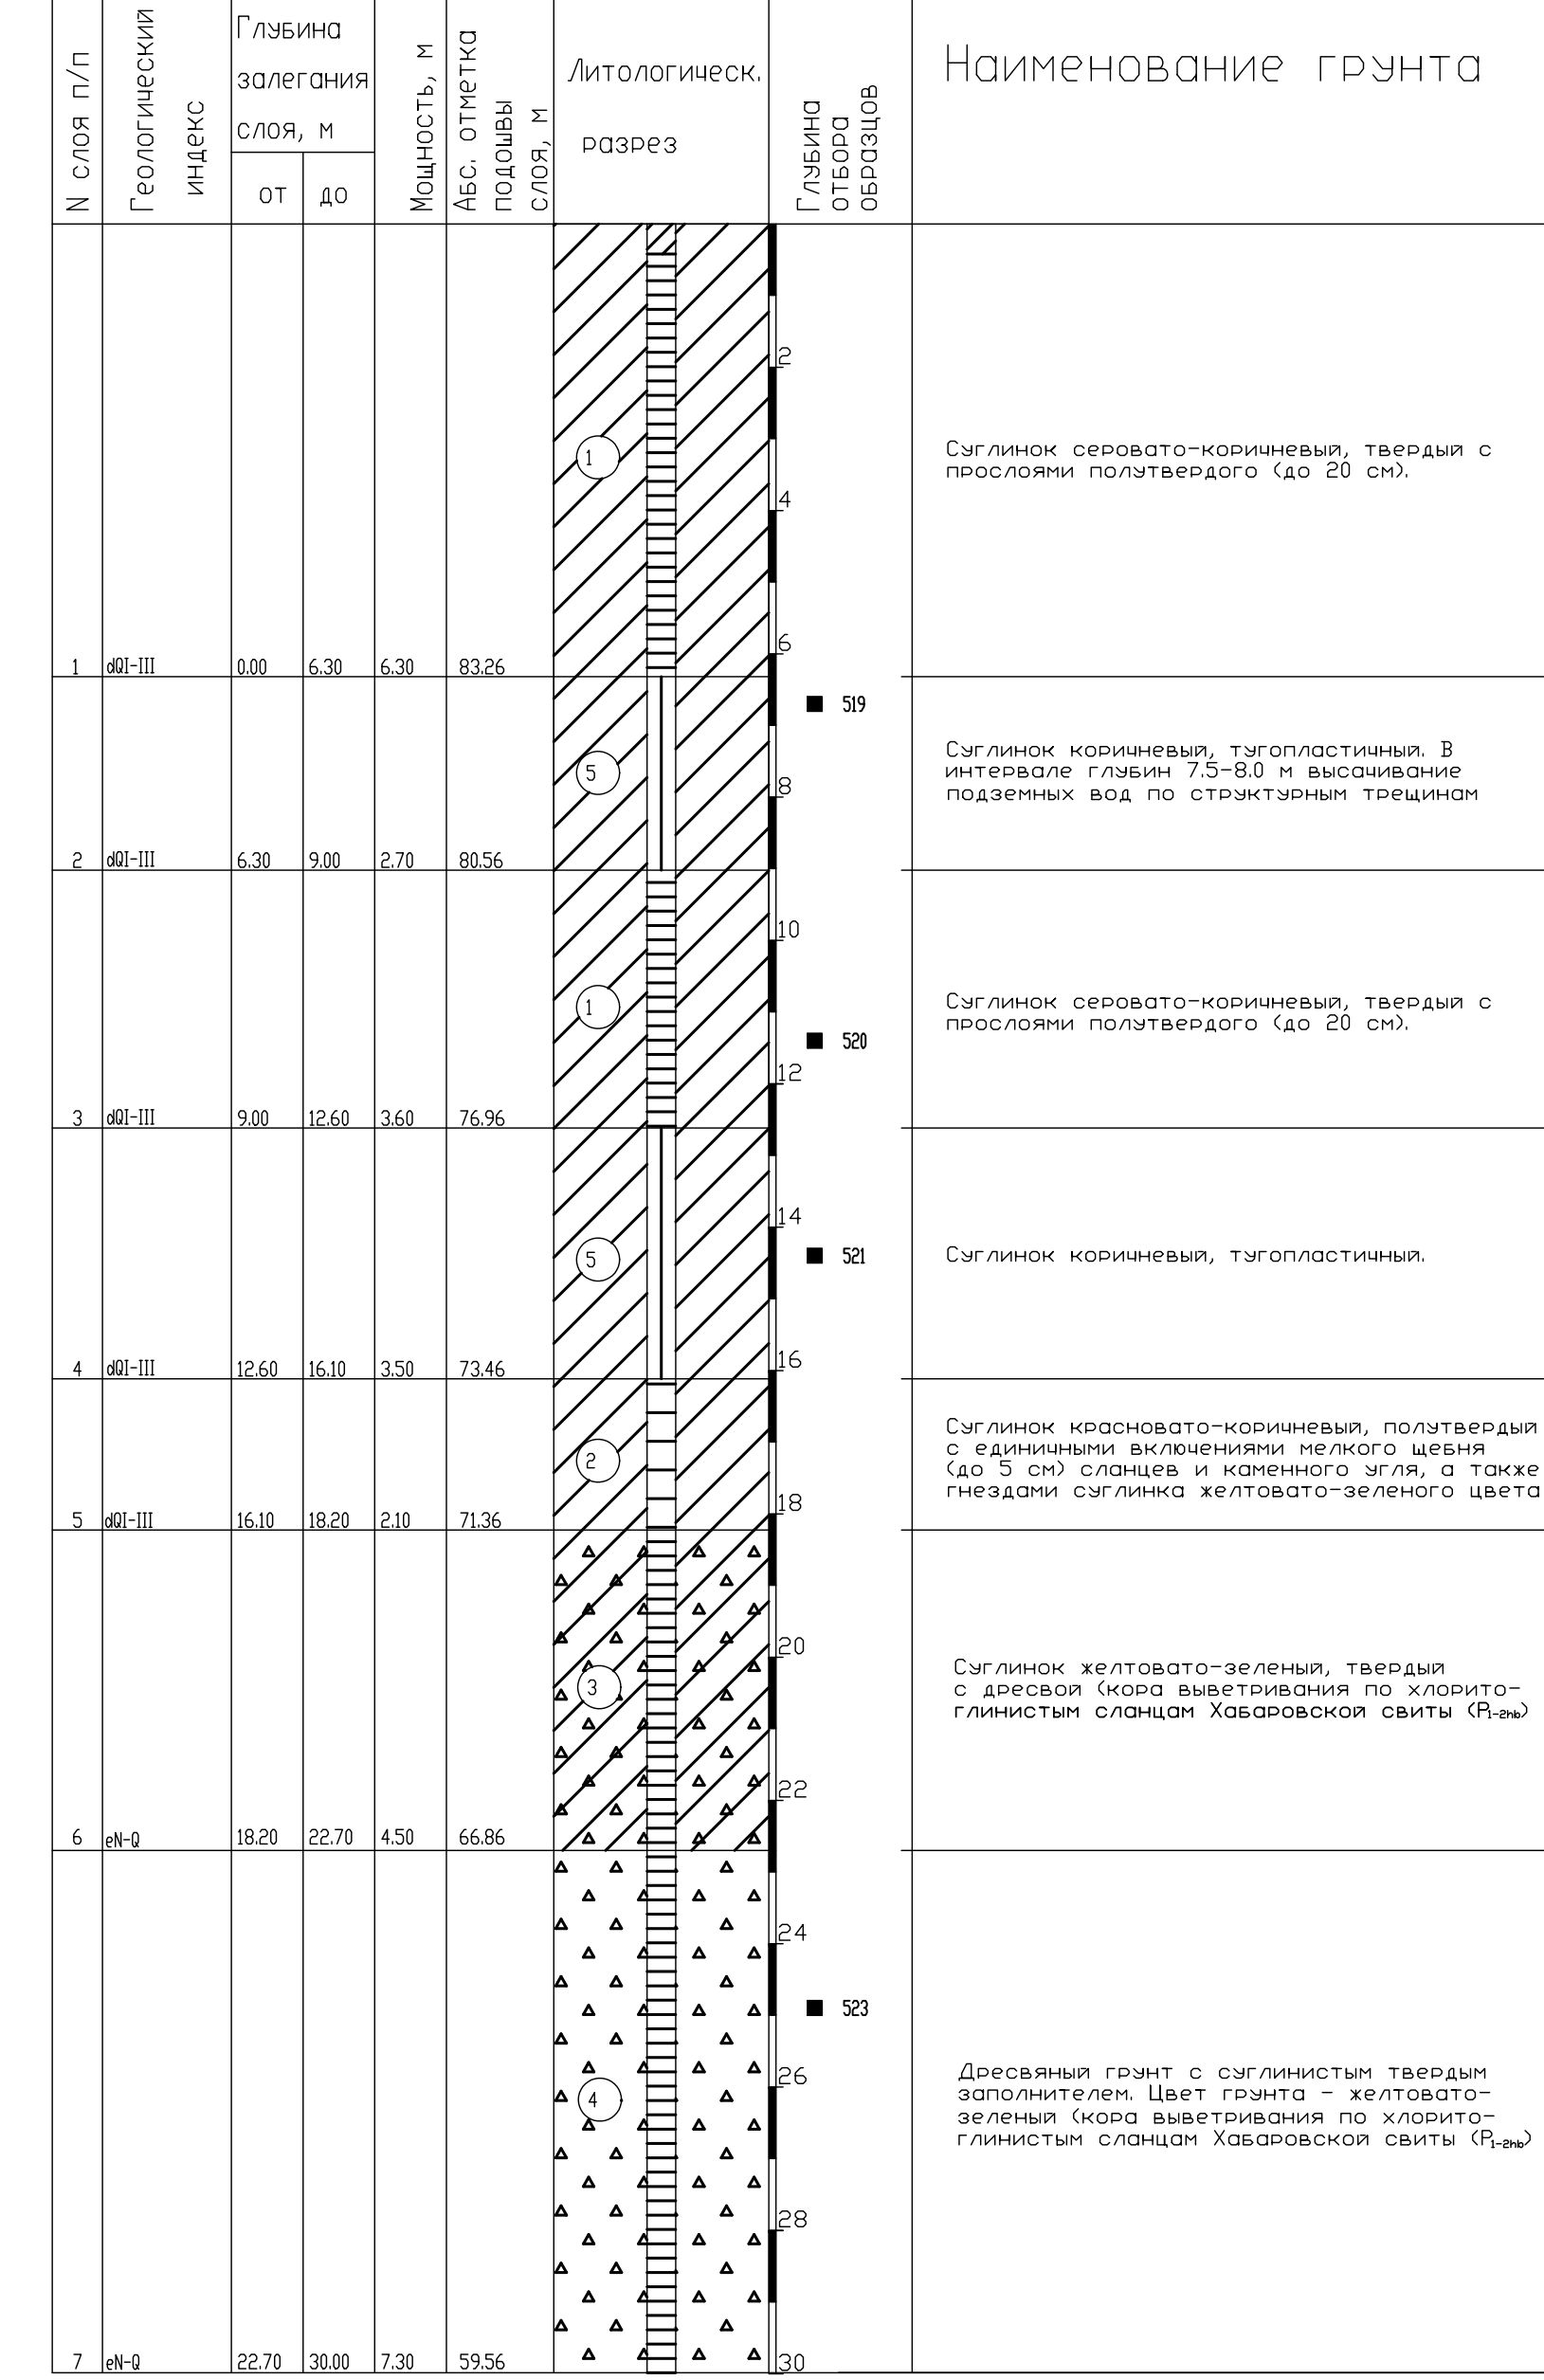 N слоя п/п
Геологический
индекс
Глубина
залегания
слоя, м
от
до
Мощность, м
Абс. отметка
подошвы
слоя, м
Литологическ.
разрез
Глубина
отбора
образцов
Наименование грунта
1
Суглинок серовато-коричневый, твердый с
прослоями полутвердого (до 20 см).
2
4
6
1 dQI-III 0.00 6.30 6.30 83.26
519
5
Суглинок коричневый, тугопластичный. В
интервале глубин 7.5-8.0 м высачивание
подземных вод по структурным трещинам
8
2 dQI-III 6.30 9.00 2.70 80.56
10
1
Суглинок серовато-коричневый, твердый с
прослоями полутвердого (до 20 см).
520
12
3 dQI-III 9.00 12.60 3.60 76.96
14
5
521
Суглинок коричневый, тугопластичный.
16
4 dQI-III 12.60 16.10 3.50 73.46
2
Суглинок красновато-коричневый, полутвердый
с единичными включениями мелкого щебня
(до 5 см) сланцев и каменного угля, а также
гнездами суглинка желтовато-зеленого цвета
18
5 dQI-III 16.10 18.20 2.10 71.36
20
3
Суглинок желтовато-зеленый, твердый
с дресвой (кора выветривания по хлорито-
глинистым сланцам Хабаровской свиты (P1-2hb)
22
6 eN-Q 18.20 22.70 4.50 66.86
24
523
26
4
Дресвяный грунт с суглинистым твердым
заполнителем. Цвет грунта - желтовато-
зеленый (кора выветривания по хлорито-
глинистым сланцам Хабаровской свиты (P1-2hb)
28
7 eN-Q 22.70 30.00 7.30 59.56
30